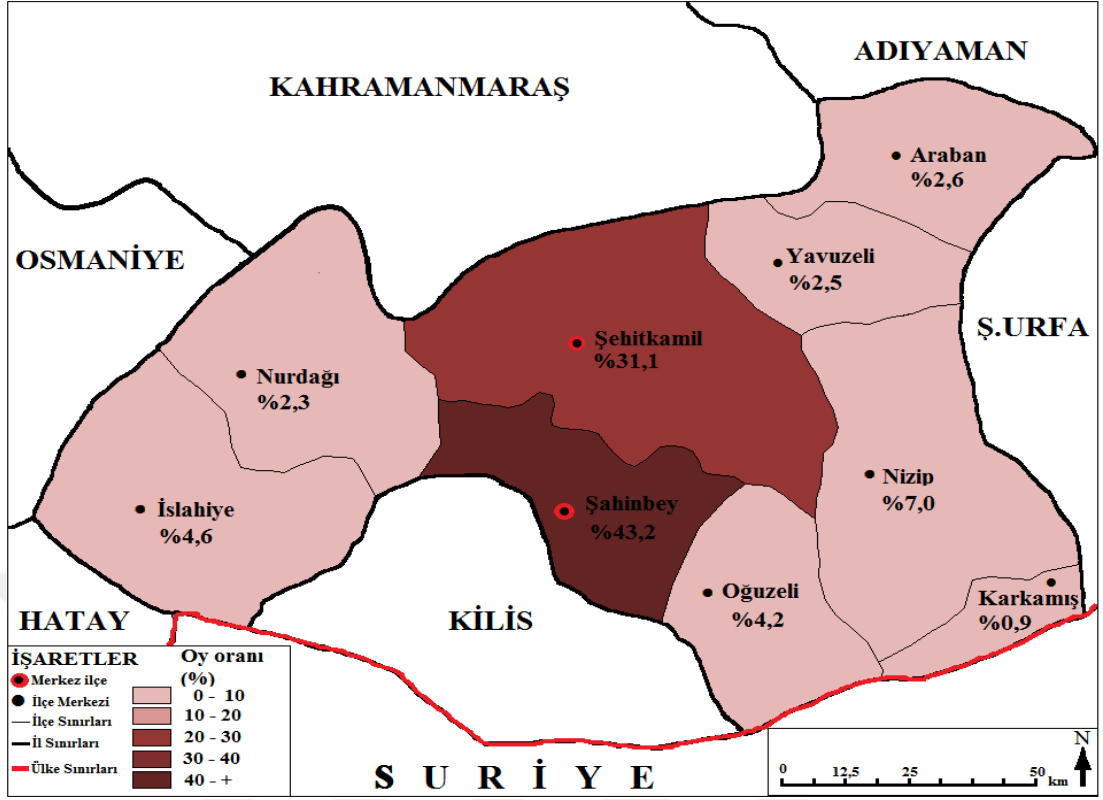 ADIYAMAN
KAHRAMANMARAŞ
Araban
%2,6
OSMANİYE
Yavuzeli
%2,5
Ş.URFA
Şehitkamil
%31,1
Nurdağı
%2,3
Nizip
%7,0
İslahiye
%4,6
Şahinbey
%43,2
Oğuzeli
%4,2
Karkamış
%0,9
HATAY
KİLİS
İŞARETLER
Merkez ilçe
İlçe Merkezi
İlçe Sınırları
İl Sınırları
Ülke Sınırları
Oy oranı
(%)
0 - 10
10 - 20
20 - 30
30 - 40
40 - +
SURİYE
N
0 12,5 25 50 km